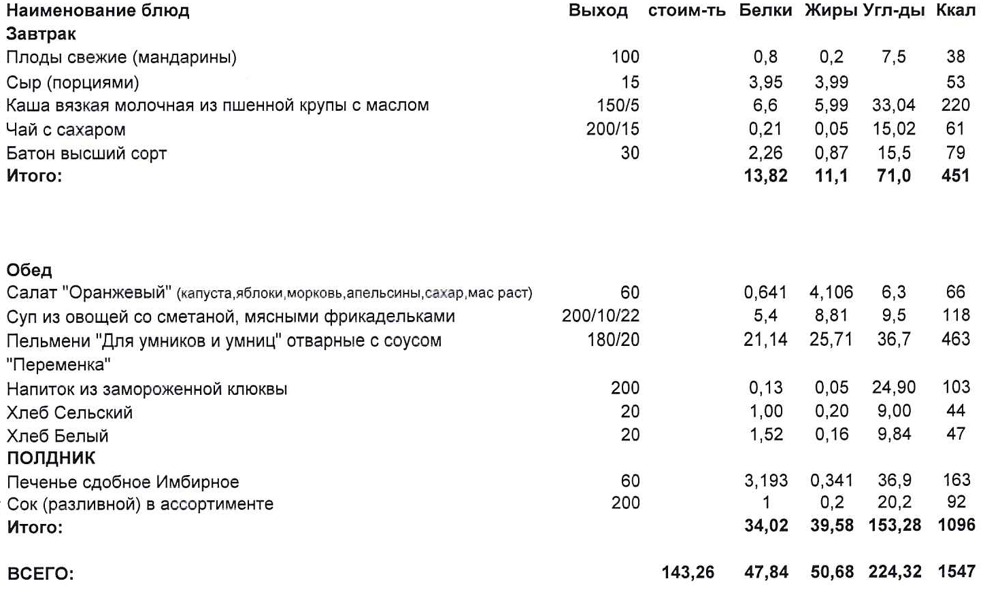 Наименование блюд Выход стоим-ть Белки Жиры Угл-ды Ккал
Завтрак
Плоды свежие (мандарины) 100 0,8 0,2 7,5 38
Сыр (порциями) 15 3,95 3,99 53
Каша вязкая молочная из пшенной крупы с маслом 150/5 6,6 5,99 33,04 220
Чай с сахаром 200/15 0,21 0,05 15,02 61
Батон высший сорт 30 2,26 0,87 15,5 79
Итого: 13,82 11,1 71,0 451
Обед
Салат "Оранжевый" (капуста,яблоки,морковь,апельсины,сахар,мас раст) 60 0,641 4,106 6,3 66
Суп из овощей со сметаной, мясными фрикадельками 200/10/22 5,4 8,81 9,5 118
Пельмени "Для умников и умниц" отварные с соусом 180/20 21,14 25,71 36,7 463
"Переменка"
Напиток из замороженной клюквы 200 0,13 0,05 24,90 103
Хлеб Сельский 20 1,00 0,20 9,00 44
Хлеб Белый 20 1,52 0,16 9,84 47
ПОЛДНИК
Печенье сдобное Имбирное 60 3,193 0,341 36,9 163
Сок (разливной) в ассортименте 200 1 0,2 20,2 92
Итого: 34,02 39,58 153,28 1096
ВСЕГО: 143,26 47,84 50,68 224,32 1547